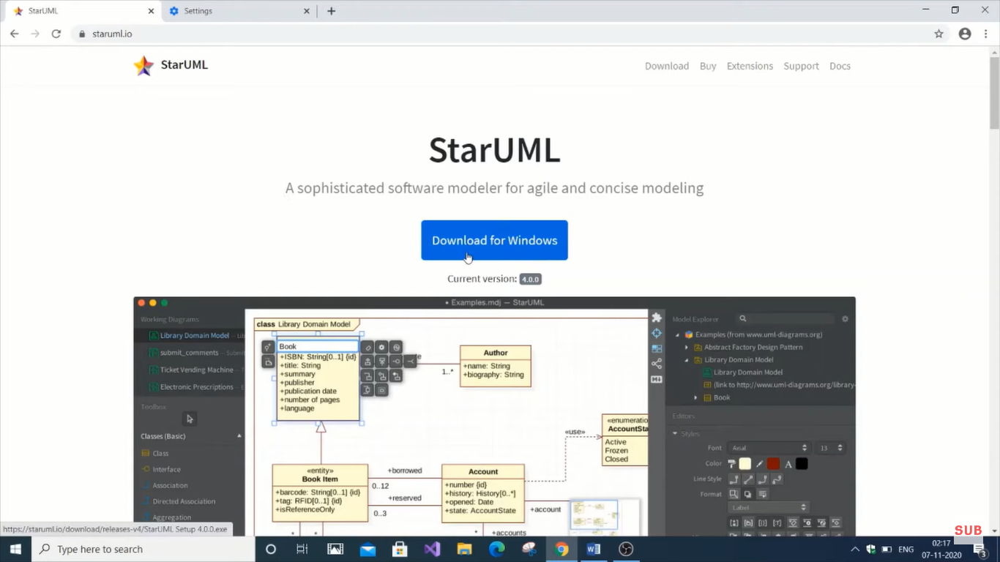 StarUML
Settings
staruml.io
StarUML
Download Buy Extensions Support Docs
StarUML
A sophisticated software modeler for agile and concise modeling
Download for Windows
Current version: 4.0.0
• Examples.mdj — StarUML
Working Diagrams
Library Domain Model
submit_comments
Ticket Vending Machine
Electronic Prescriptions
Toolbox
Classes (Basic)
Class
Interface
Association
Directed Association
Aggregation
class Library Domain Model
Book
+ISBN: String[0..1] {id}
+title: String
+summary
+publisher
+publication date
+number of pages
+language
1..*
Author
+name: String
+biography: String
«use»
«enumeratio
AccountSta
Active
Frozen
Closed
«entity»
Book Item
+barcode: String[0..1] {id}
+tag: RFID[0..1] {id}
+isReferenceOnly
+borrowed
0..12
+reserved
0..3
Account
+number {id}
+history: History[0..*]
+opened: Date
+state: AccountState
+account
* *
* +accounts
Model Explorer
Examples (from www.uml-diagrams.org)
Abstract Factory Design Pattern
Library Domain Model
Library Domain Model
(link to http://www.uml-diagrams.org/library-
Book
Editors
Styles
Font Arial 13
Color A
Line Style
Format
Label
https://staruml.io/download/releases-v4/StarUML Setup 4.0.0.exe
SUB
Type here to search
ENG
02:17
07-11-2020
3